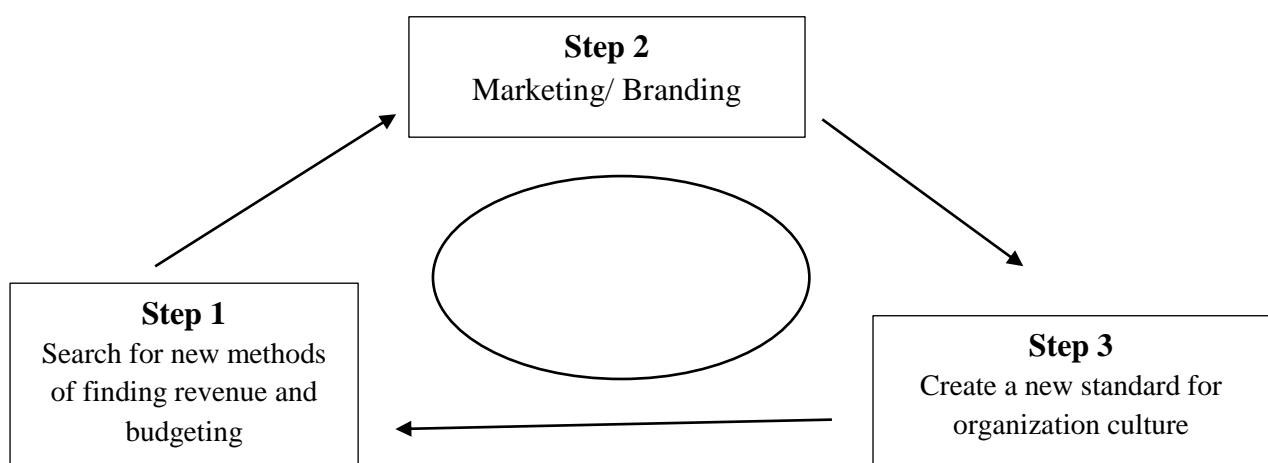 Step 2
Marketing/ Branding
Step 1
Search for new methods
of finding revenue and
budgeting
Step 3
Create a new standard for
organization culture